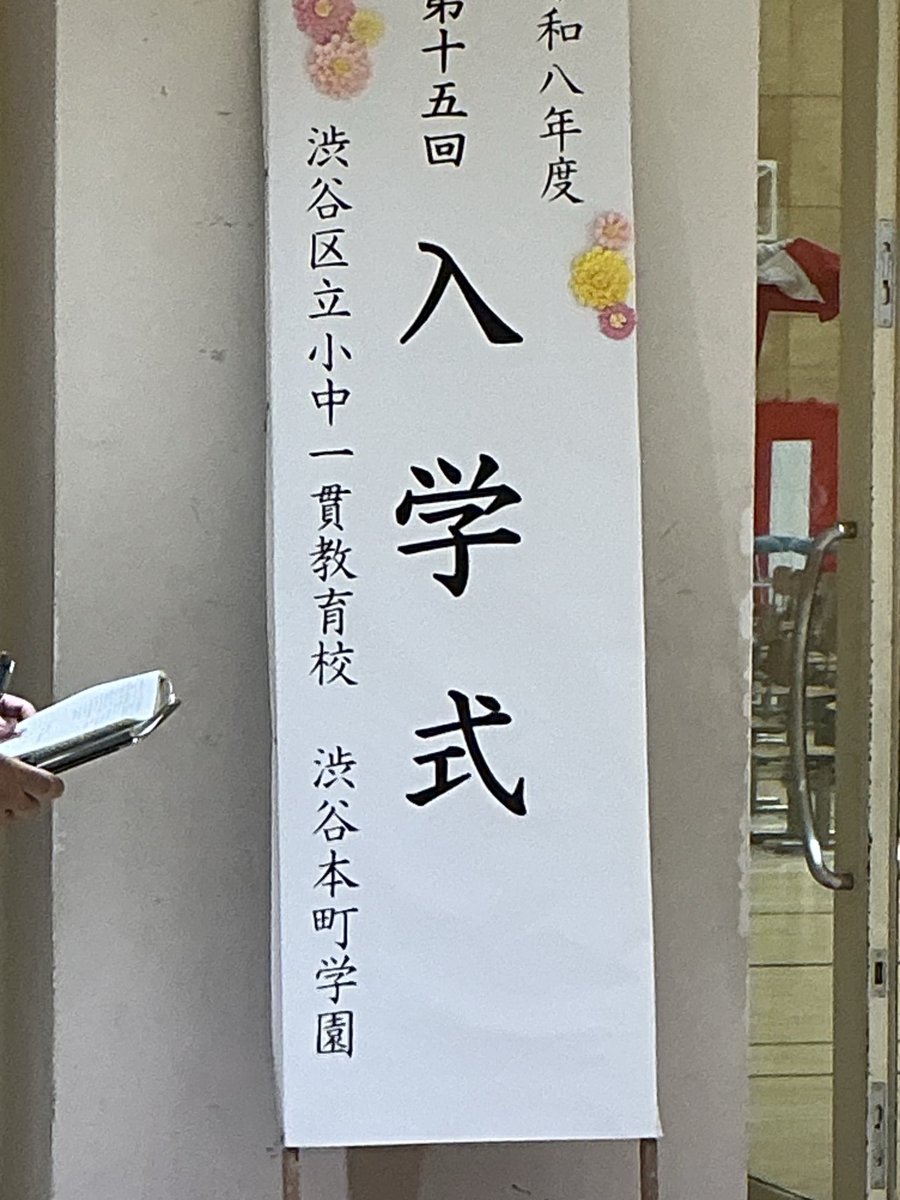 和八年度
第十五回
入学式
渋谷区立小中一貫教育校 渋谷本町学園